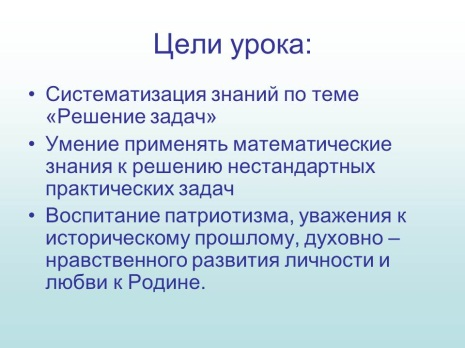 Цели урока:
• Систематизация знаний по теме
«Решение задач»
• Умение применять математические
знания к решению нестандартных
практических задач
• Воспитание патриотизма, уважения к
историческому прошлому, духовно –
нравственного развития личности и
любви к Родине.